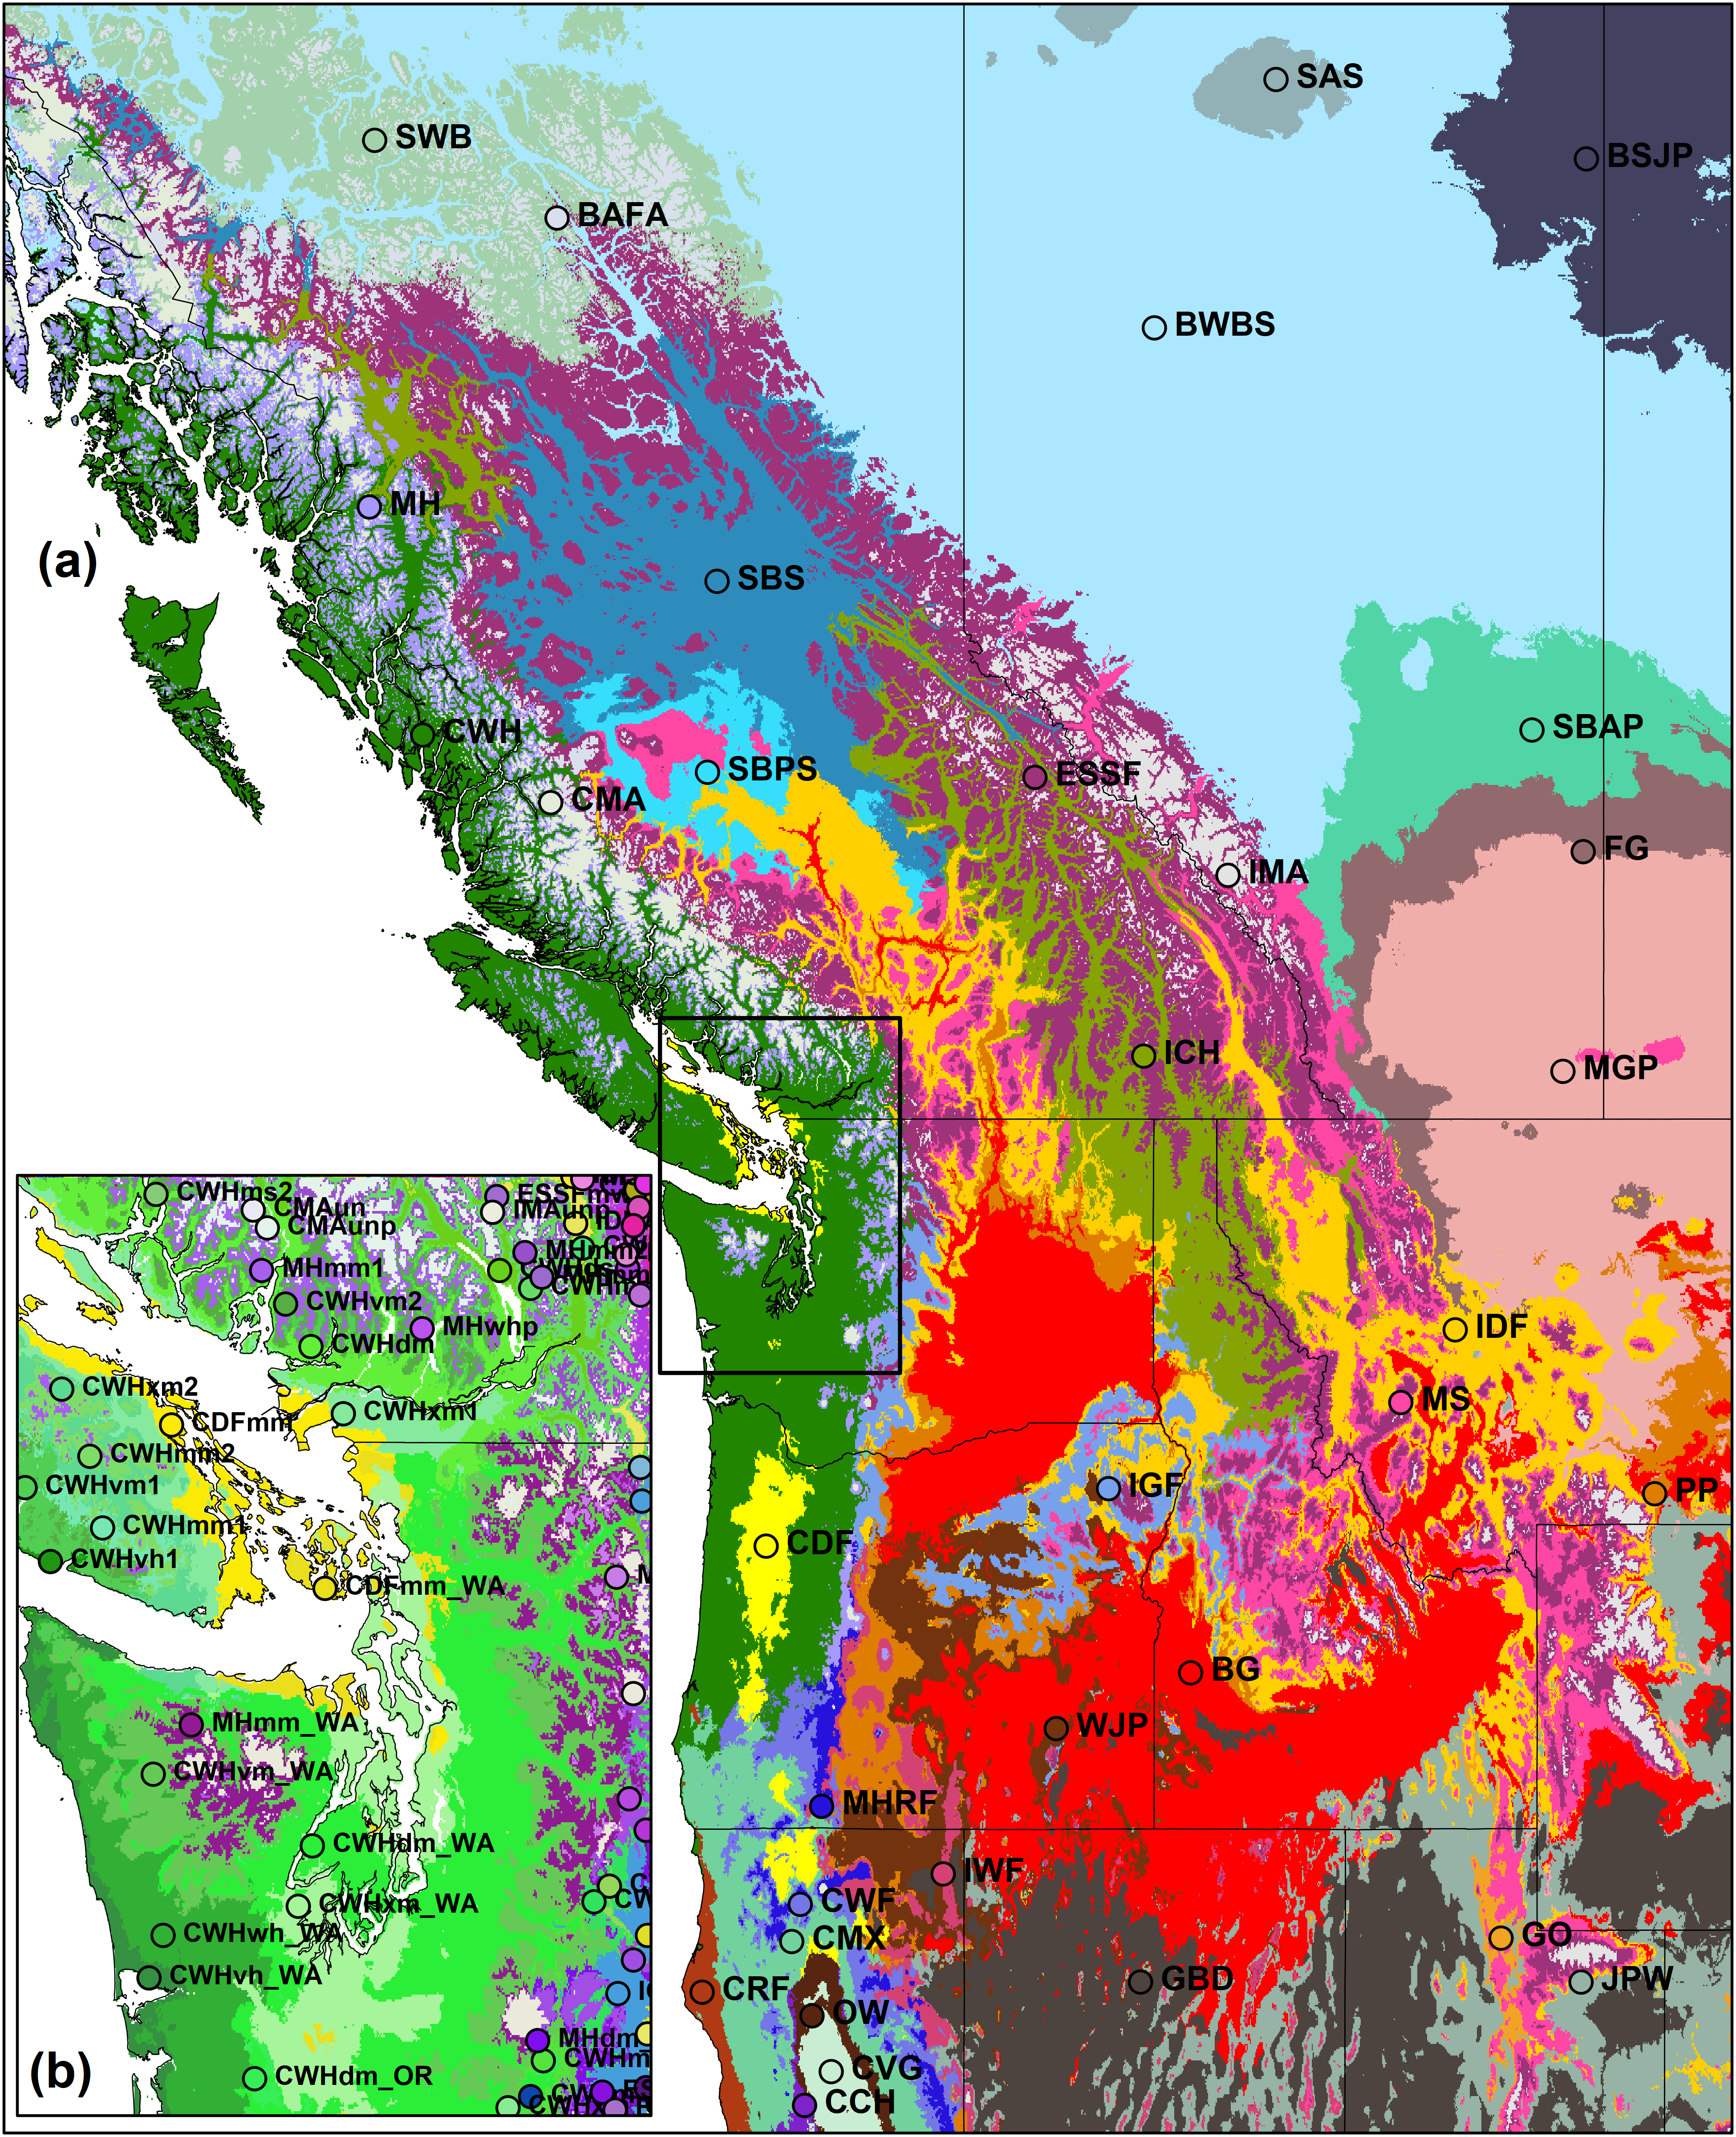 SAS
SWB
BSJP
BAFA
BWBS
MH
(a)
SBS
CWH
SBAP
SBPS
ESSF
CMA
FG
IMA
ICH
MGP
IDF
MS
IGF
PP
CDF
BG
WJP
MHRF
IWF
CWF
CMX
GO
GBD
JPW
CRF
OW
CVG
CCH
CWHms2
CMAun
CMAunp
IMAunp
MHmm2
MHmm1
CWHvm2
MHwhp
CWHdm
CWHxm2
CWHxm1
CDFmm
CWHmm2
CWHvm1
CWHmm1
CWHvh1
CDFmm_WA
MHmm_WA
CWHvm_WA
CWHdm_WA
CWHxm_WA
CWHwh_WA
CWHvh_WA
(b)
CWHdm_OR